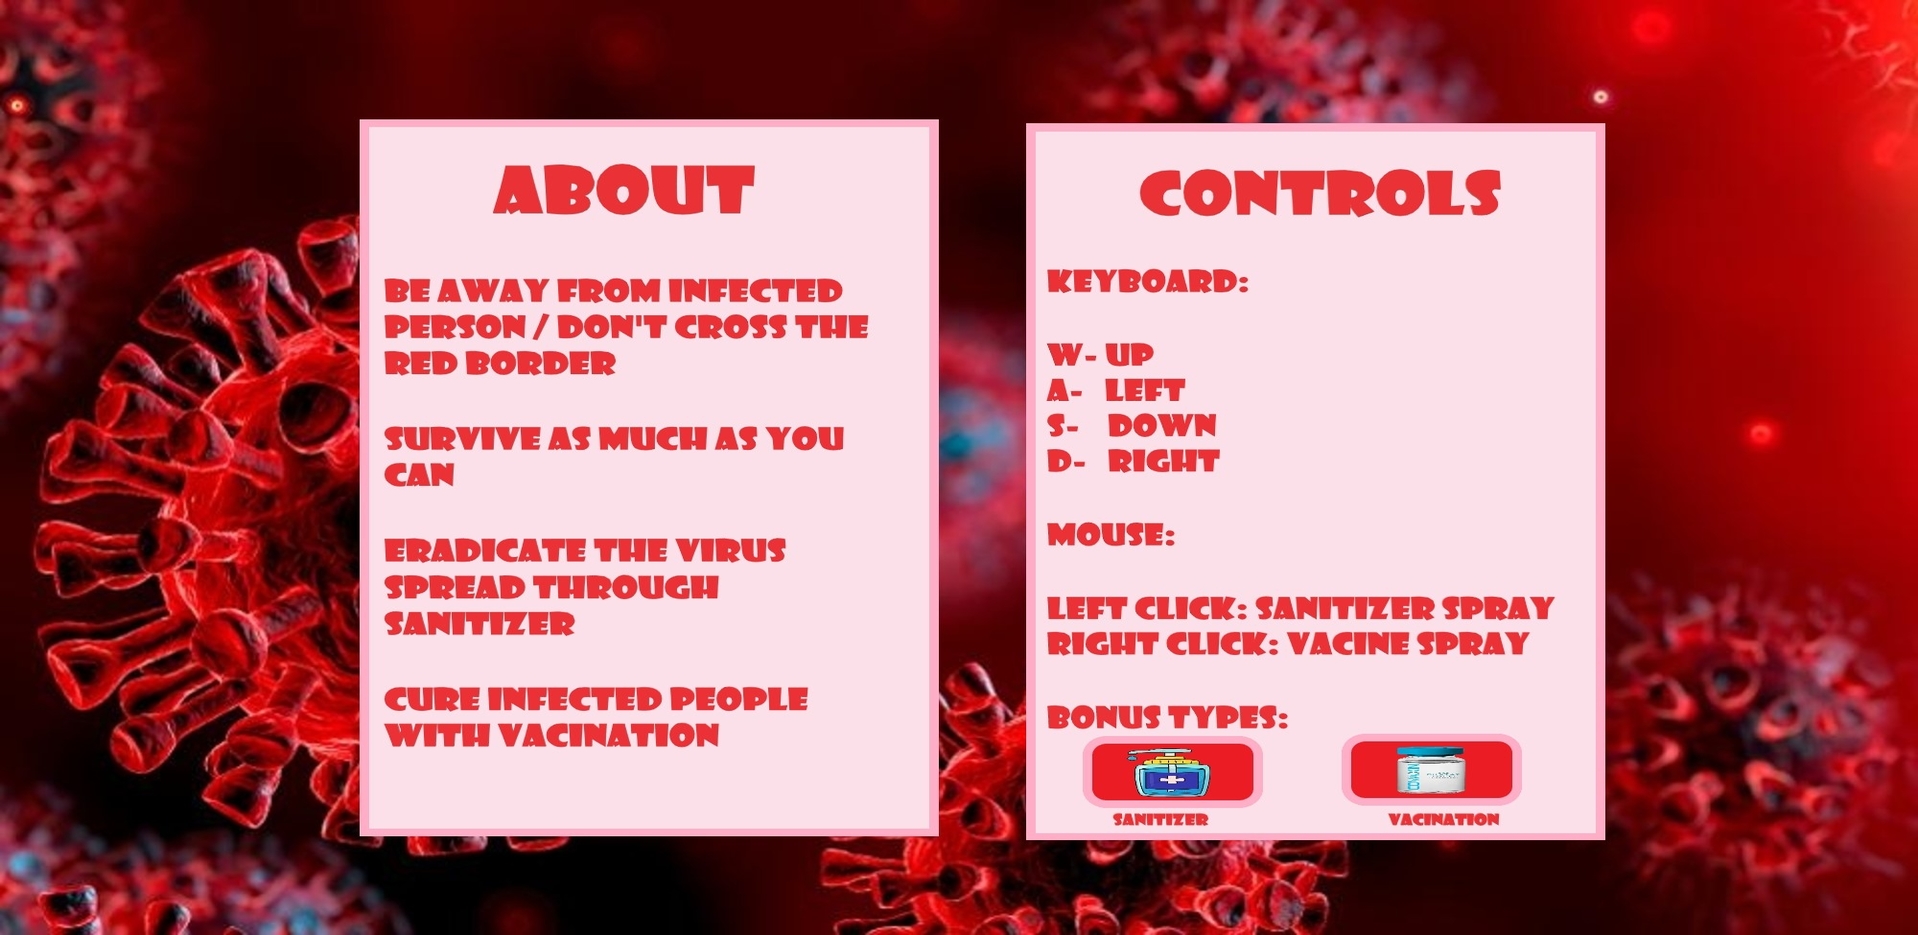 ABOUT
BE AWAY FROM INFECTED
PERSON / DON'T CROSS THE
RED BORDER
SURVIVE AS MUCH AS YOU
CAN
ERADICATE THE VIRUS
SPREAD THROUGH
SANITIZER
CURE INFECTED PEOPLE
WITH VACINATION
CONTROLS
KEYBOARD:
W- UP
A- LEFT
S- DOWN
D- RIGHT
MOUSE:
LEFT CLICK: SANITIZER SPRAY
RIGHT CLICK: VACINE SPRAY
BONUS TYPES:
SANITIZER
VACINATION